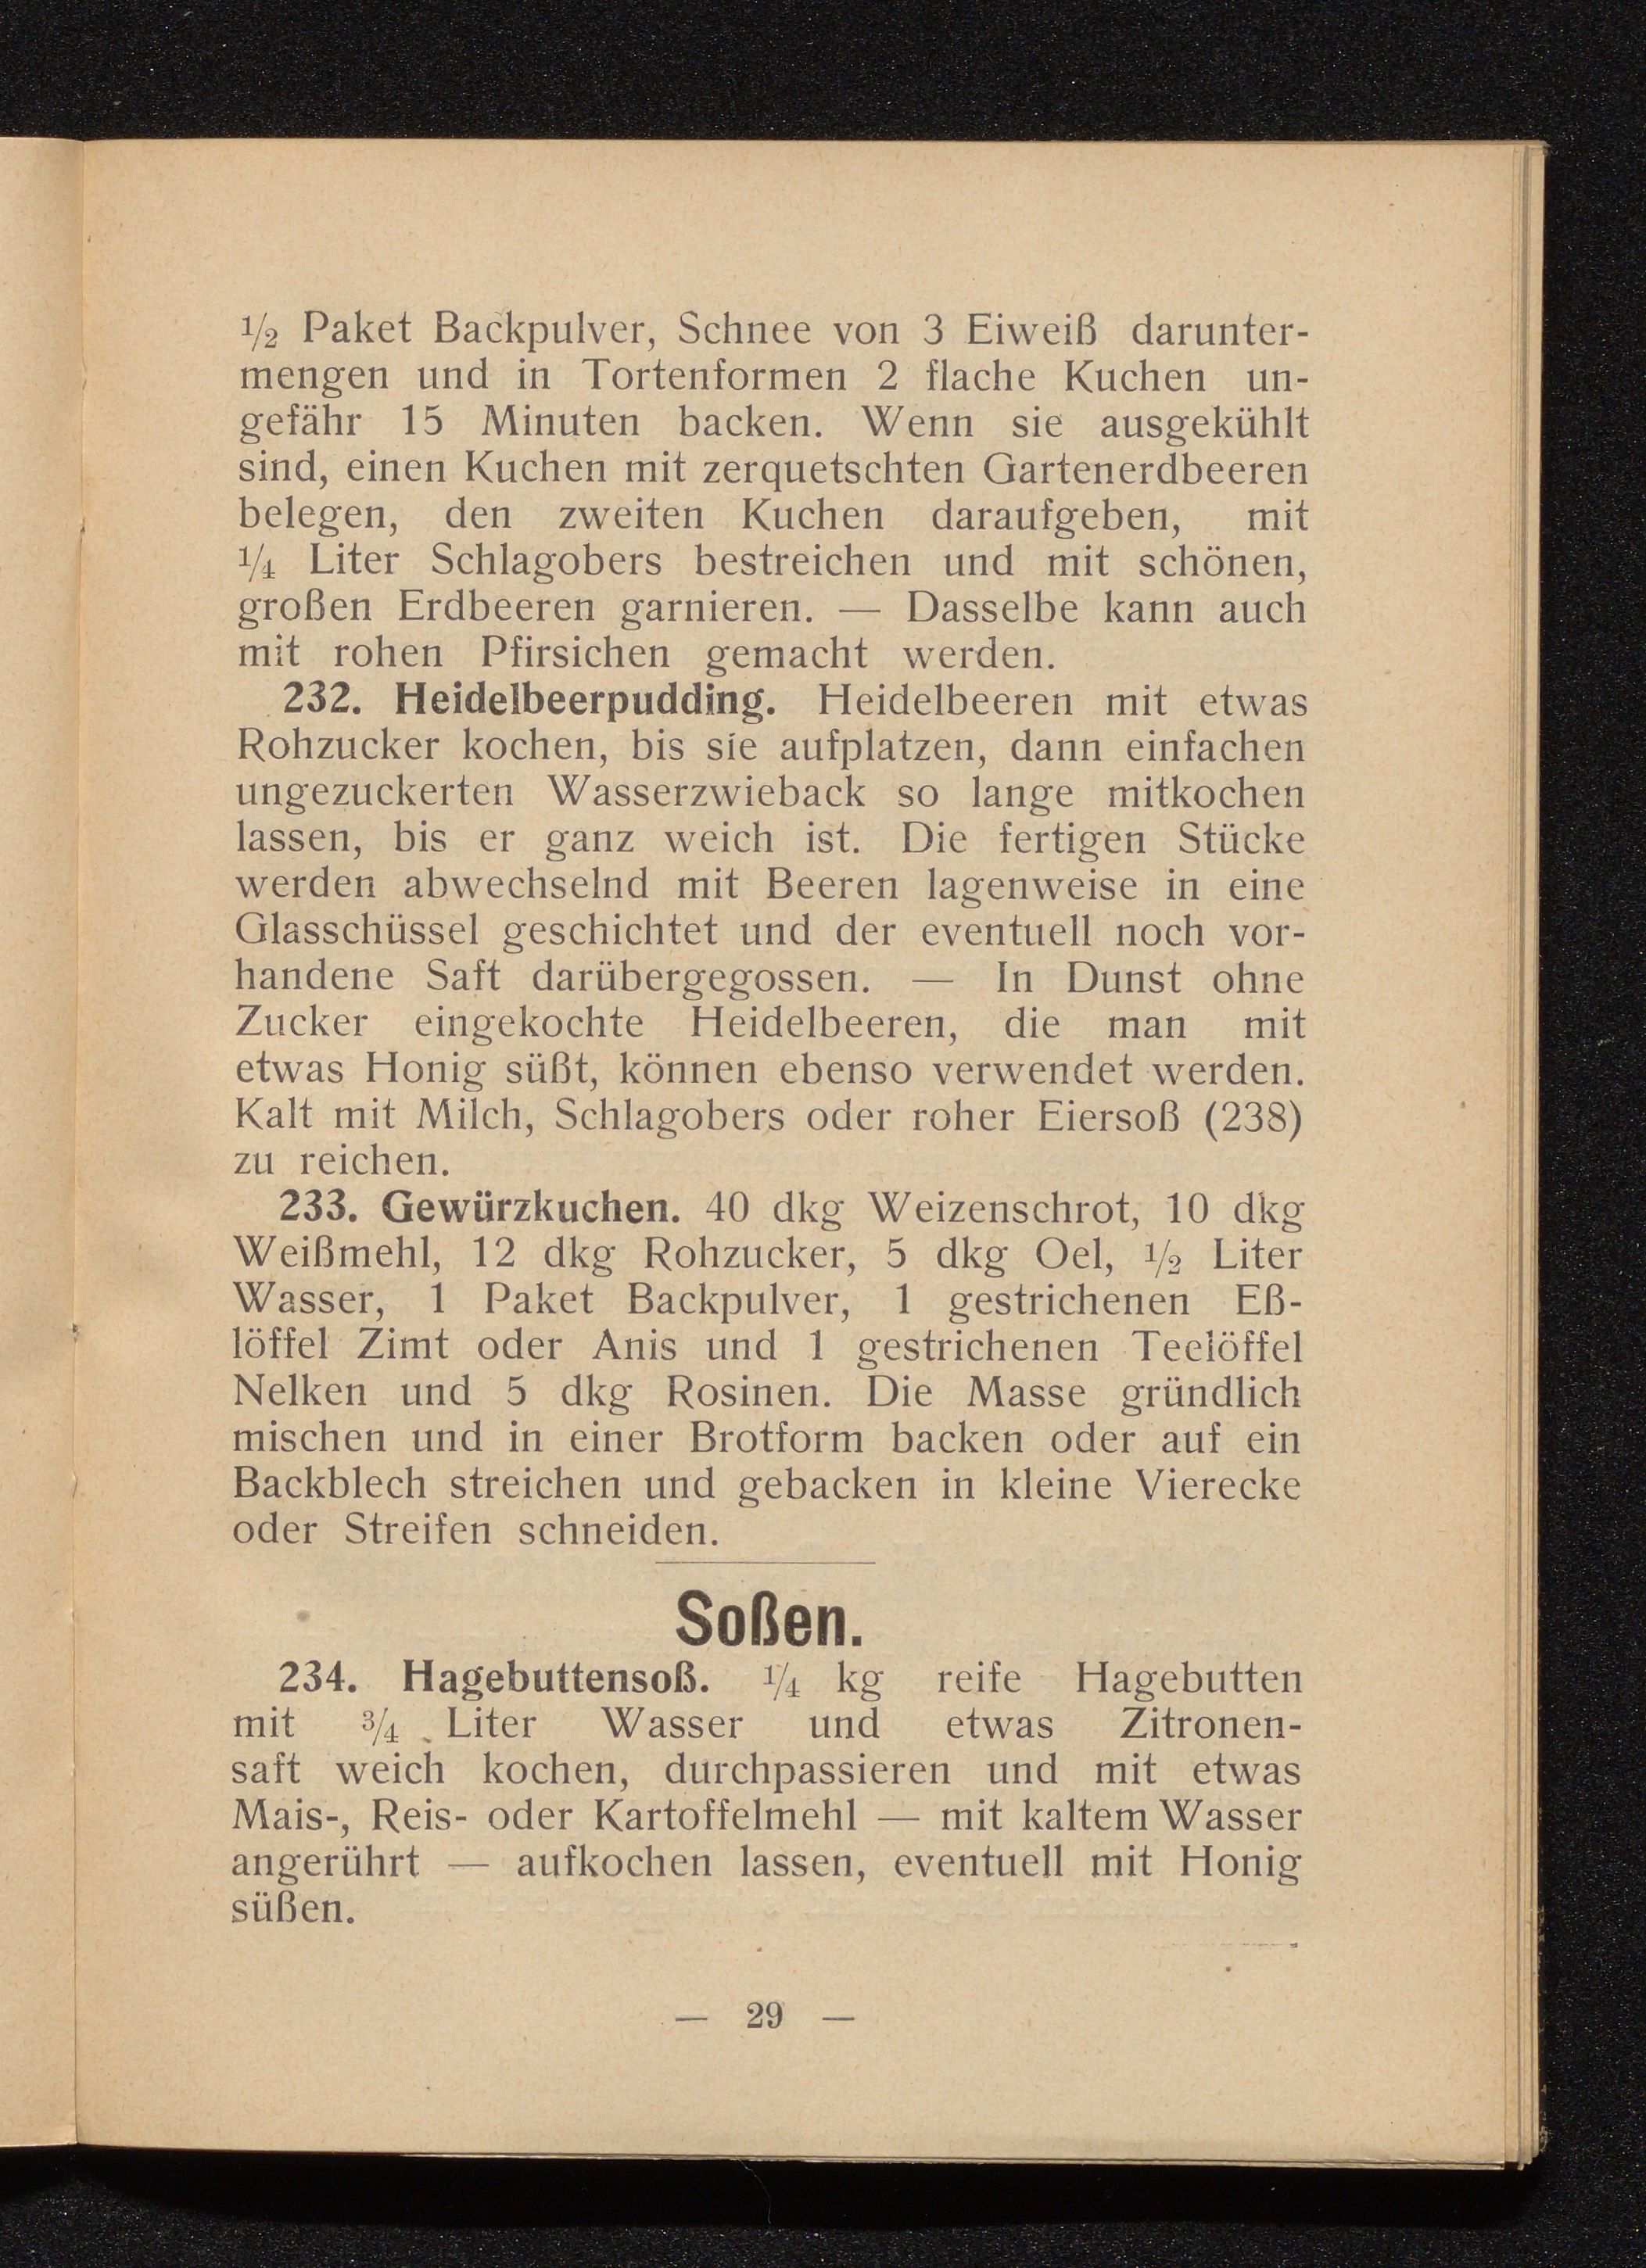 1/2 Paket Backpulver, Schnee von 3 Eiweiß darunter-
mengen und in Tortenformen 2 flache Kuchen un-
gefähr 15 Minuten backen. Wenn sie ausgekühlt
sind, einen Kuchen mit zerquetschten Gartenerdbeeren
belegen, den zweiten Kuchen daraufgeben, mit
1/4 Liter Schlagobers bestreichen und mit schönen,
großen Erdbeeren garnieren. — Dasselbe kann auch
mit rohen Pfirsichen gemacht werden.
232. Heidelbeerpudding. Heidelbeeren mit etwas
Rohzucker kochen, bis sie aufplatzen, dann einfachen
ungezuckerten Wasserzwieback so lange mitkochen
lassen, bis er ganz weich ist. Die fertigen Stücke
werden abwechselnd mit Beeren lagenweise in eine
Glasschüssel geschichtet und der eventuell noch vor-
handene Saft darübergegossen. — In Dunst ohne
Zucker eingekochte Heidelbeeren, die man mit
etwas Honig süßt, können ebenso verwendet werden.
Kalt mit Milch, Schlagobers oder roher Eiersoß (238)
zu reichen.
233. Gewürzkuchen. 40 dkg Weizenschrot, 10 dkg
Weißmehl, 12 dkg Rohzucker, 5 dkg Oel, 1/2 Liter
Wasser, 1 Paket Backpulver, 1 gestrichenen Eß-
löffel Zimt oder Anis und 1 gestrichenen Teelöffel
Nelken und 5 dkg Rosinen. Die Masse gründlich
mischen und in einer Brotform backen oder auf ein
Backblech streichen und gebacken in kleine Vierecke
oder Streifen schneiden.
Soßen.
234. Hagebuttensoß. 1/4 kg reife Hagebutten
mit 3/4 Liter Wasser und etwas Zitronen-
saft weich kochen, durchpassieren und mit etwas
Mais-, Reis- oder Kartoffelmehl — mit kaltem Wasser
angerührt — aufkochen lassen, eventuell mit Honig
süßen.
— 29 —